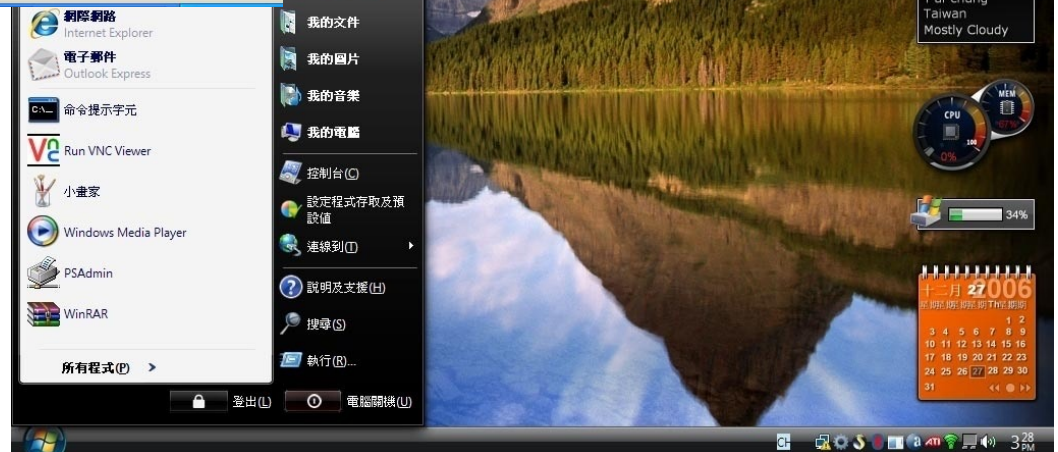 網際網路
Internet Explorer
電子郵件
Outlook Express
命令提示字元
Run VNC Viewer
小畫家
Windows Media Player
PSAdmin
WinRAR
所有程式(P)
我的文件
我的圖片
我的音樂
我的電腦
控制台(C)
設定程式存取及預
設值
連線到(T)
說明及支援(H)
搜尋(S)
執行(R)...
登出(L)
電腦關機(U)
Taiwan
Mostly Cloudy
MEM
67%
CPU
100
0%
34%
十二月 27 2006
1 2
3 4 5 6 7 8 9
10 11 12 13 14 15 16
17 18 19 20 21 22 23
24 25 26 27 28 29 30
31
CH
ATI
3 28 PM